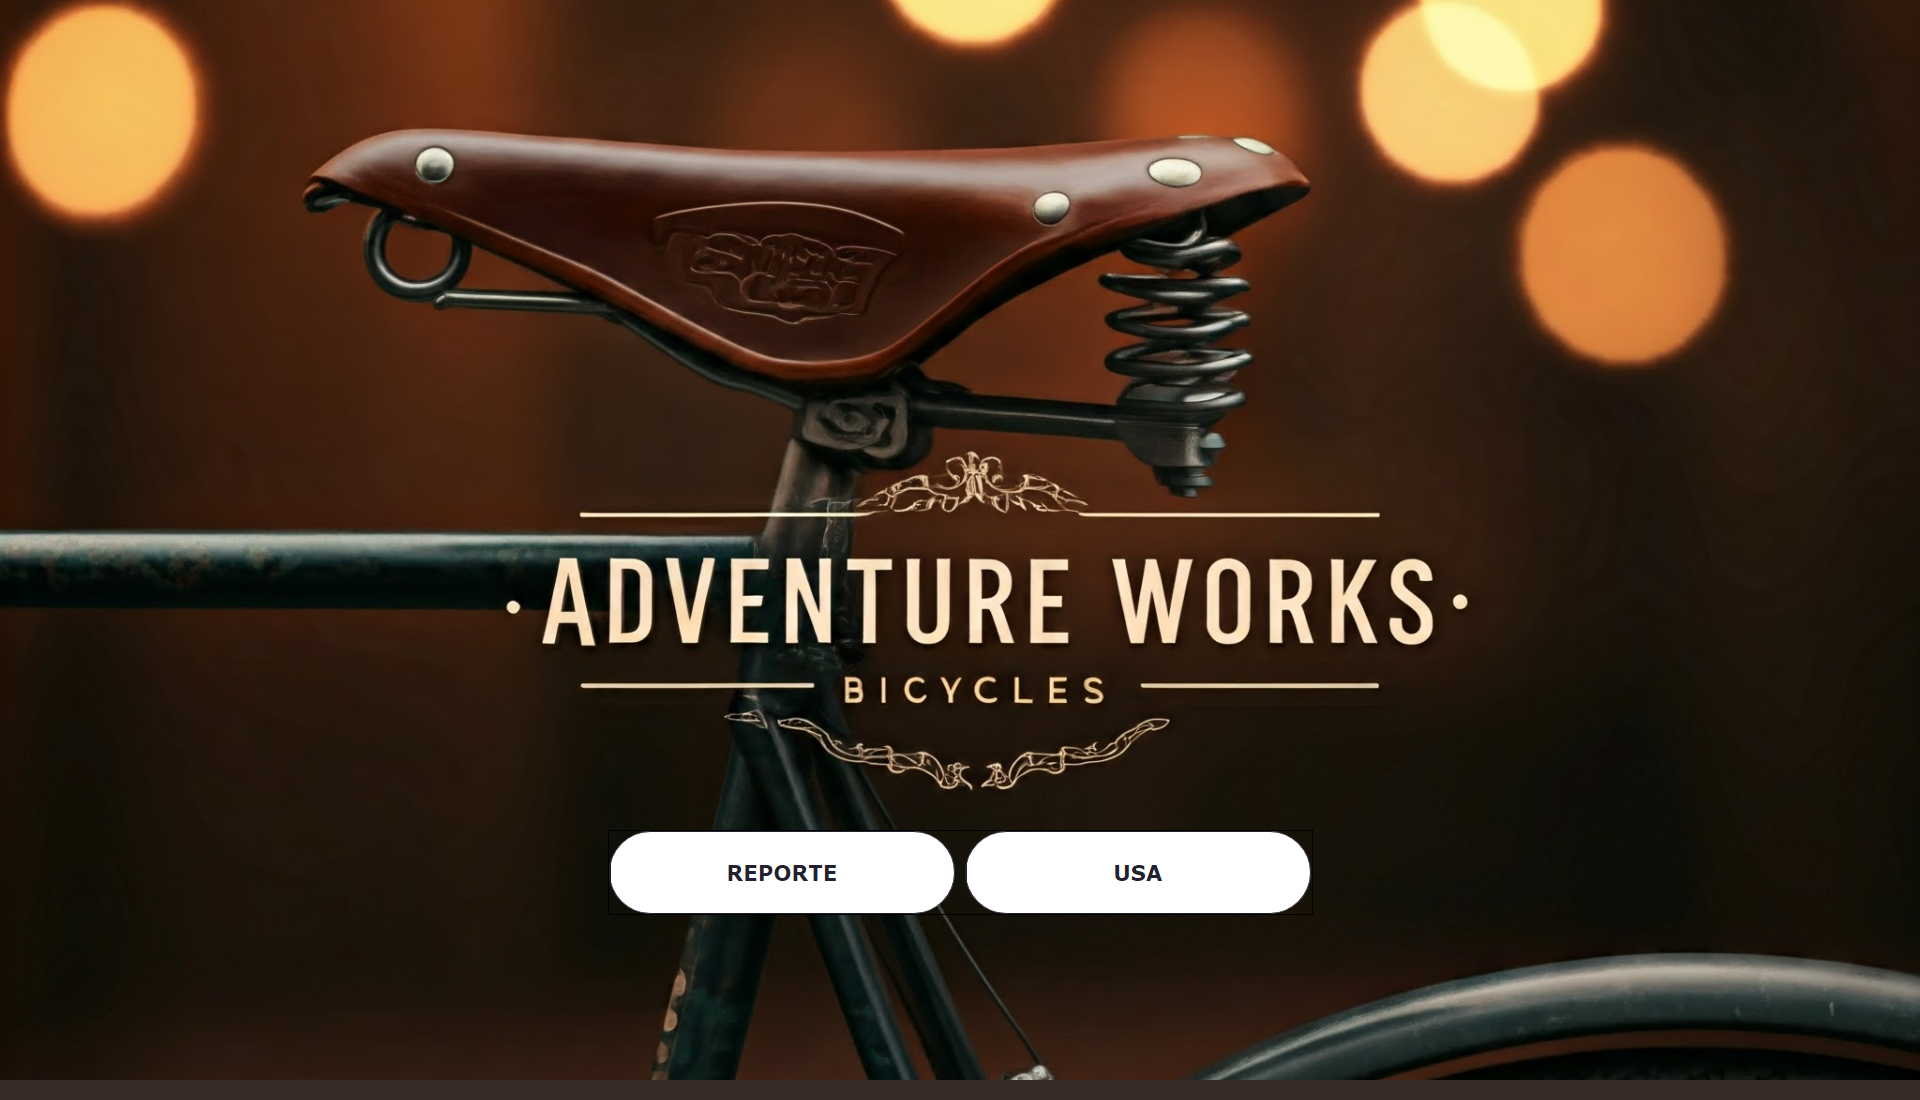 ·ADVENTURE WORKS·
BICYCLES
REPORTE
USA